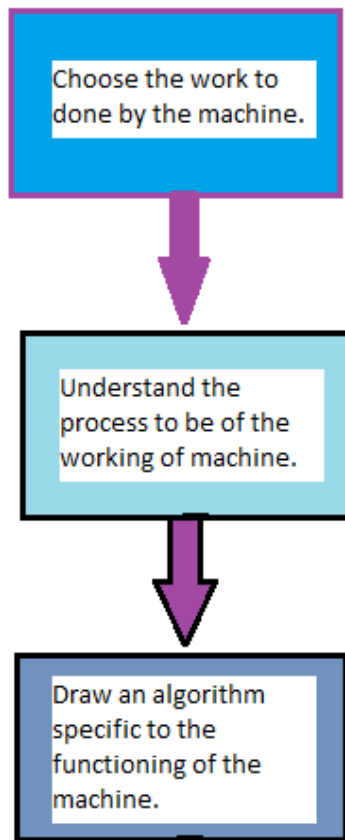 Choose the work to
done by the machine.
Understand the
process to be of the
working of machine.
Draw an algorithm
specific to the
functioning of the
machine.